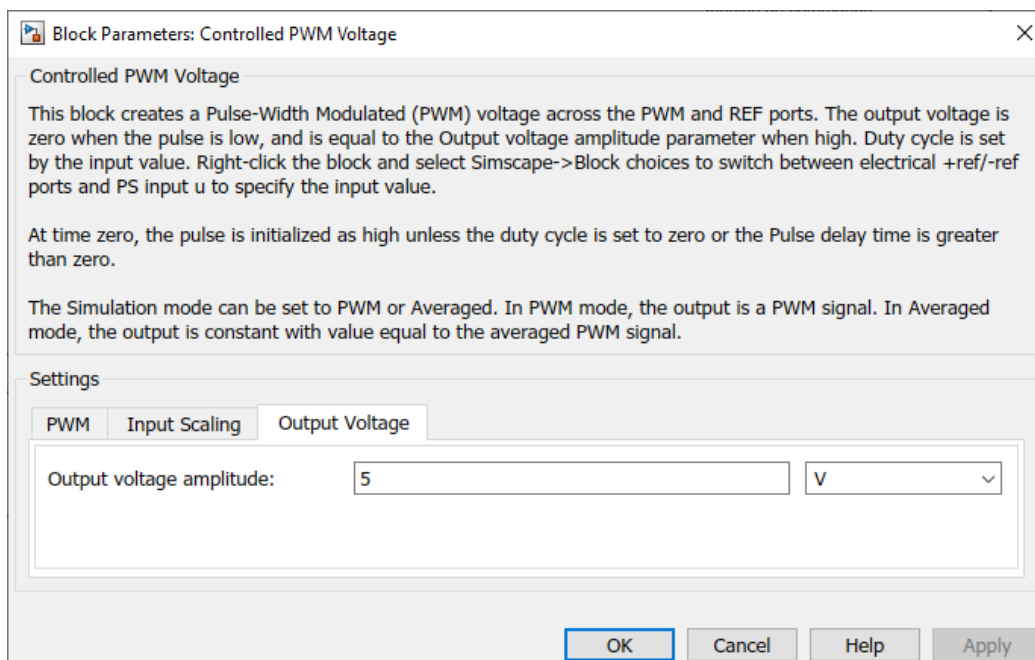 Block Parameters: Controlled PWM Voltage
Controlled PWM Voltage
This block creates a Pulse-Width Modulated (PWM) voltage across the PWM and REF ports. The output voltage is
zero when the pulse is low, and is equal to the Output voltage amplitude parameter when high. Duty cycle is set
by the input value. Right-click the block and select Simscape->Block choices to switch between electrical +ref/-ref
ports and PS input u to specify the input value.
At time zero, the pulse is initialized as high unless the duty cycle is set to zero or the Pulse delay time is greater
than zero.
The Simulation mode can be set to PWM or Averaged. In PWM mode, the output is a PWM signal. In Averaged
mode, the output is constant with value equal to the averaged PWM signal.
Settings
PWM Input Scaling Output Voltage
Output voltage amplitude: 5 V
OK Cancel Help Apply